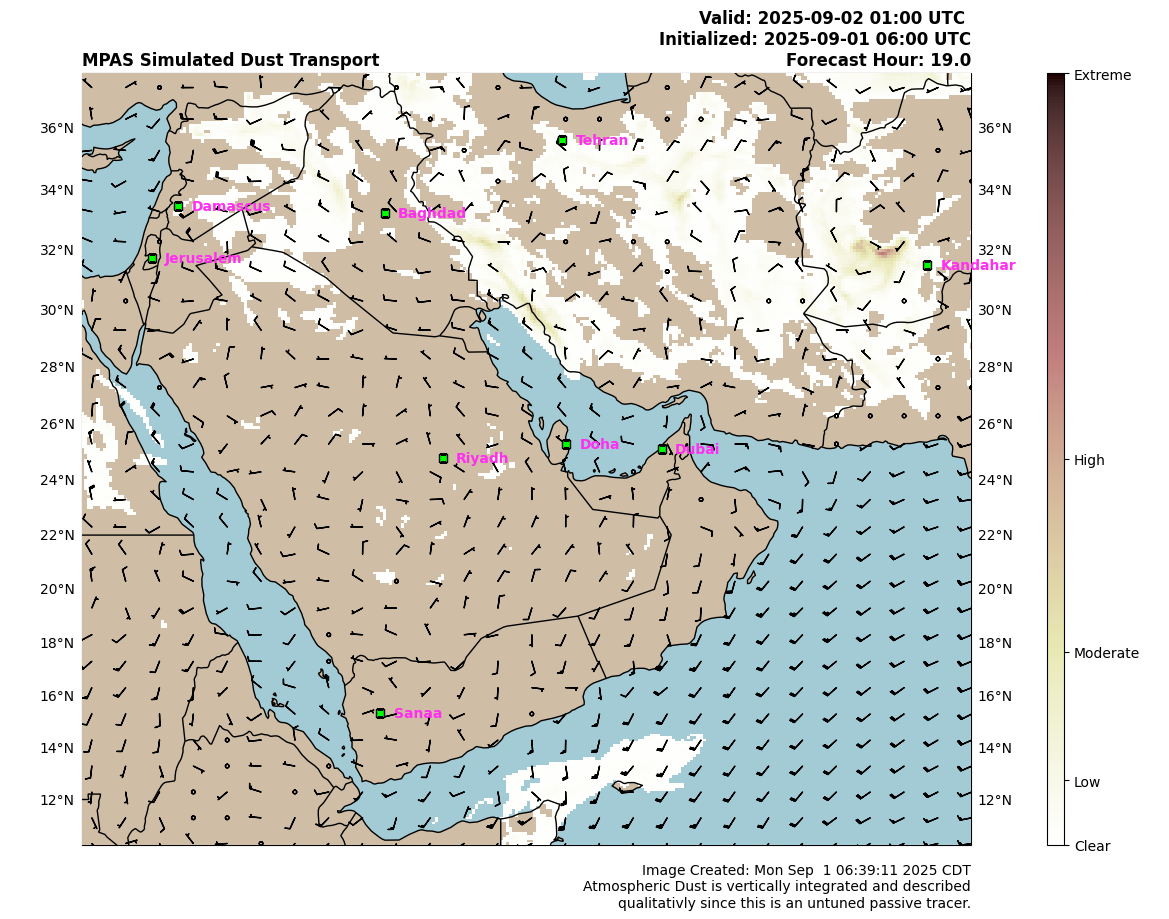 Valid: 2025-09-02 01:00 UTC
Initialized: 2025-09-01 06:00 UTC
MPAS Simulated Dust Transport
Forecast Hour: 19.0
Extreme
36°N
Tehran
36°N
34°N
Damascus
Baghdad
34°N
32°N
Jerusalem
32°N
Kandahar
30°N
30°N
28°N
28°N
26°N
26°N
Doha
Dubai
Riyadh
High
24°N
24°N
22°N
22°N
20°N
20°N
18°N
18°N
Moderate
16°N
16°N
Sanaa
14°N
14°N
Low
12°N
12°N
Clear
Image Created: Mon Sep 1 06:39:11 2025 CDT
Atmospheric Dust is vertically integrated and described
qualitativly since this is an untuned passive tracer.